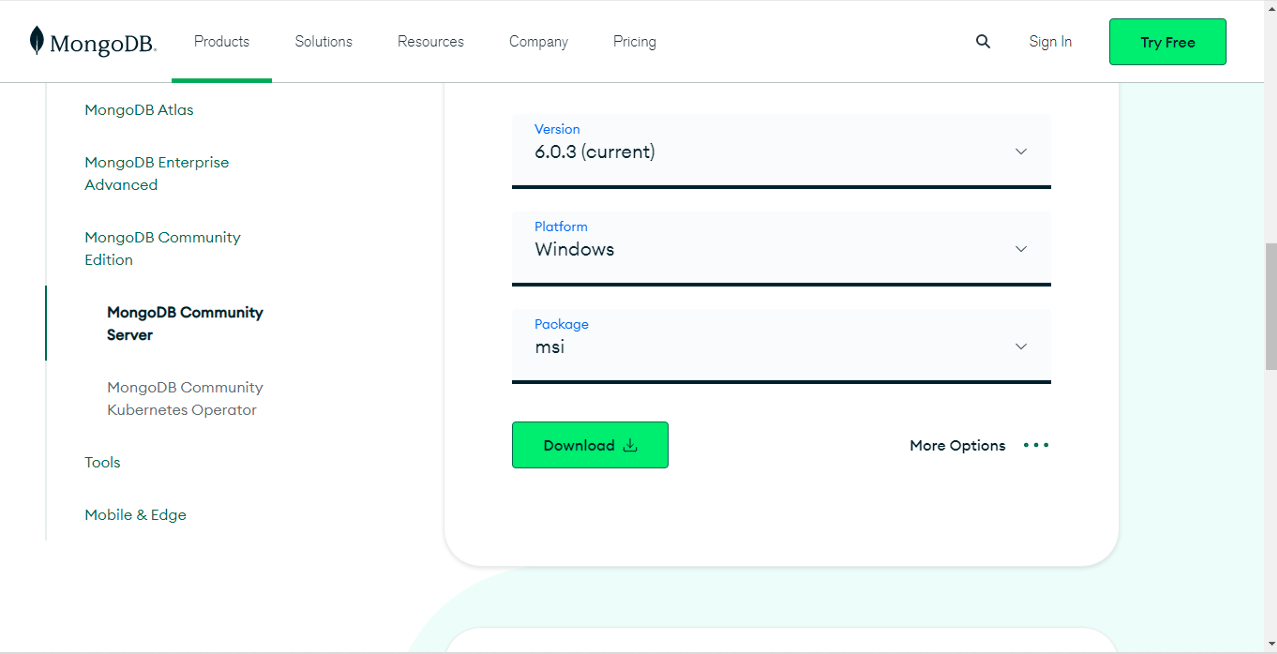 MongoDB.
Products
Solutions
Resources
Company
Pricing
Sign In
Try Free
MongoDB Atlas
MongoDB Enterprise
Advanced
MongoDB Community
Edition
MongoDB Community
Server
MongoDB Community
Kubernetes Operator
Tools
Mobile & Edge
Version
6.0.3 (current)
Platform
Windows
Package
msi
Download
More Options